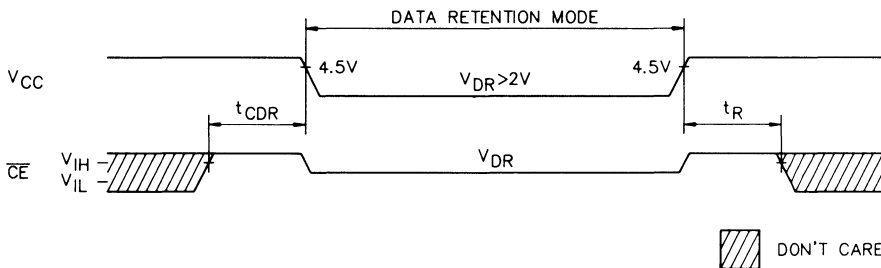 DATA RETENTION MODE
VCC
4.5V
VDR>2V
4.5V
tCDR
tR
CE
VIH
VIL
VDR
DON'T CARE